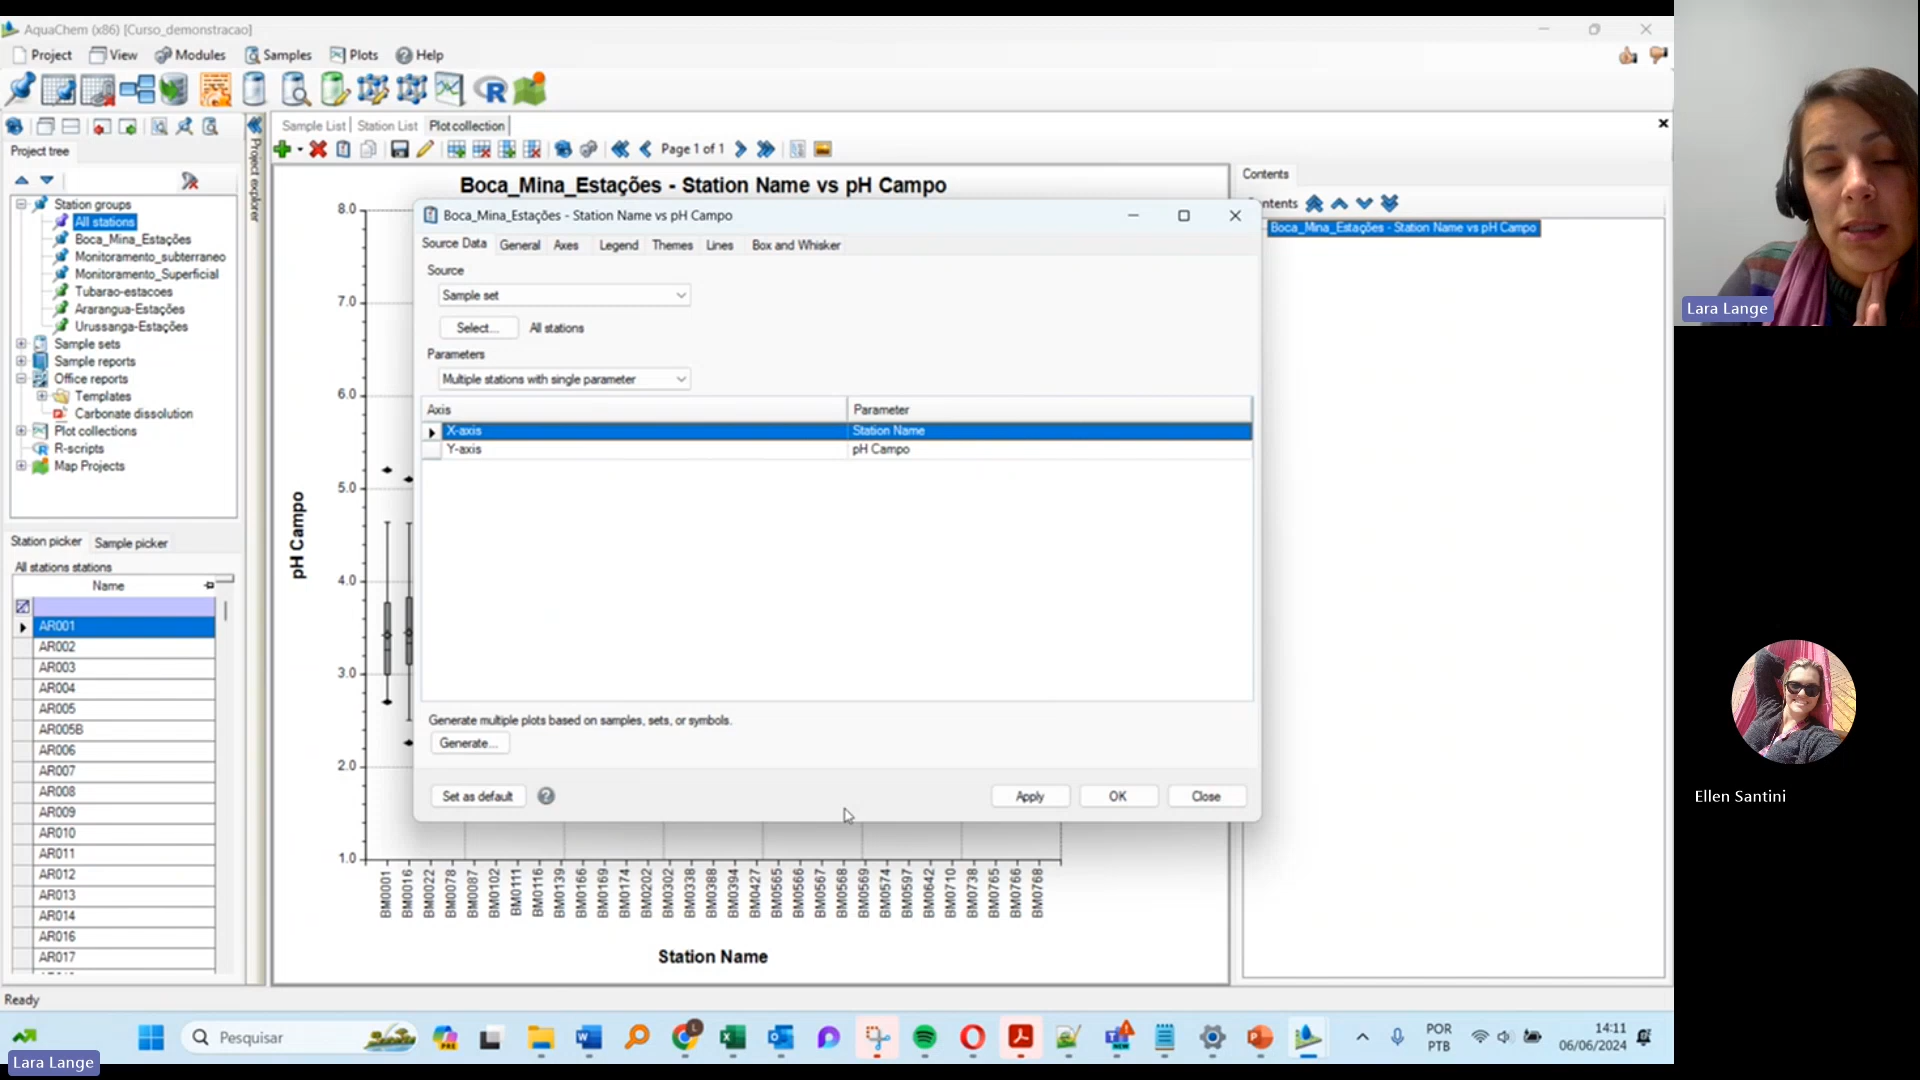 AquaChem (x86) [Curso_demonstracao]
Project View Modules Samples Plots Help
Sample List Station List Plot collection
Project tree
Page 1 of 1
Project explorer
Station groups
All stations
Boca_Mina_Estações
Monitoramento_subterraneo
Monitoramento_Superficial
Tubarao-estacoes
Ararangua-Estações
Urussanga-Estações
Sample sets
Sample reports
Office reports
Templates
Carbonate dissolution
Plot collections
R-scripts
Map Projects
Station picker Sample picker
All stations stations
Name
AR001
AR002
AR003
AR004
AR005
AR005B
AR006
AR007
AR008
AR009
AR010
AR011
AR012
AR013
AR014
AR016
AR017
Ready
Boca_Mina_Estações - Station Name vs pH Campo
8.0
7.0
6.0
5.0
4.0
3.0
2.0
1.0
pH Campo
Boca_Mina_Estações - Station Name vs pH Campo
Source Data General Axes Legend Themes Lines Box and Whisker
Source
Sample set
Select... All stations
Parameters
Multiple stations with single parameter
Axis Parameter
X-axis Station Name
Y-axis pH Campo
Generate multiple plots based on samples, sets, or symbols.
Generate...
Set as default ? Apply OK Close
BM0001 BM0016 BM0022 BM0078 BM0087 BM0102 BM0111 BM0116 BM0139 BM0166 BM0169 BM0174 BM0202 BM0302 BM0338 BM0388 BM0394 BM0427 BM0565 BM0566 BM0567 BM0568 BM0569 BM0574 BM0597 BM0642 BM0710 BM0738 BM0765 BM0766 BM0768
Station Name
Contents
Boca_Mina_Estações - Station Name vs pH Campo
Lara Lange
Ellen Santini
Pesquisar
POR
PTB
14:11
06/06/2024
Lara Lange